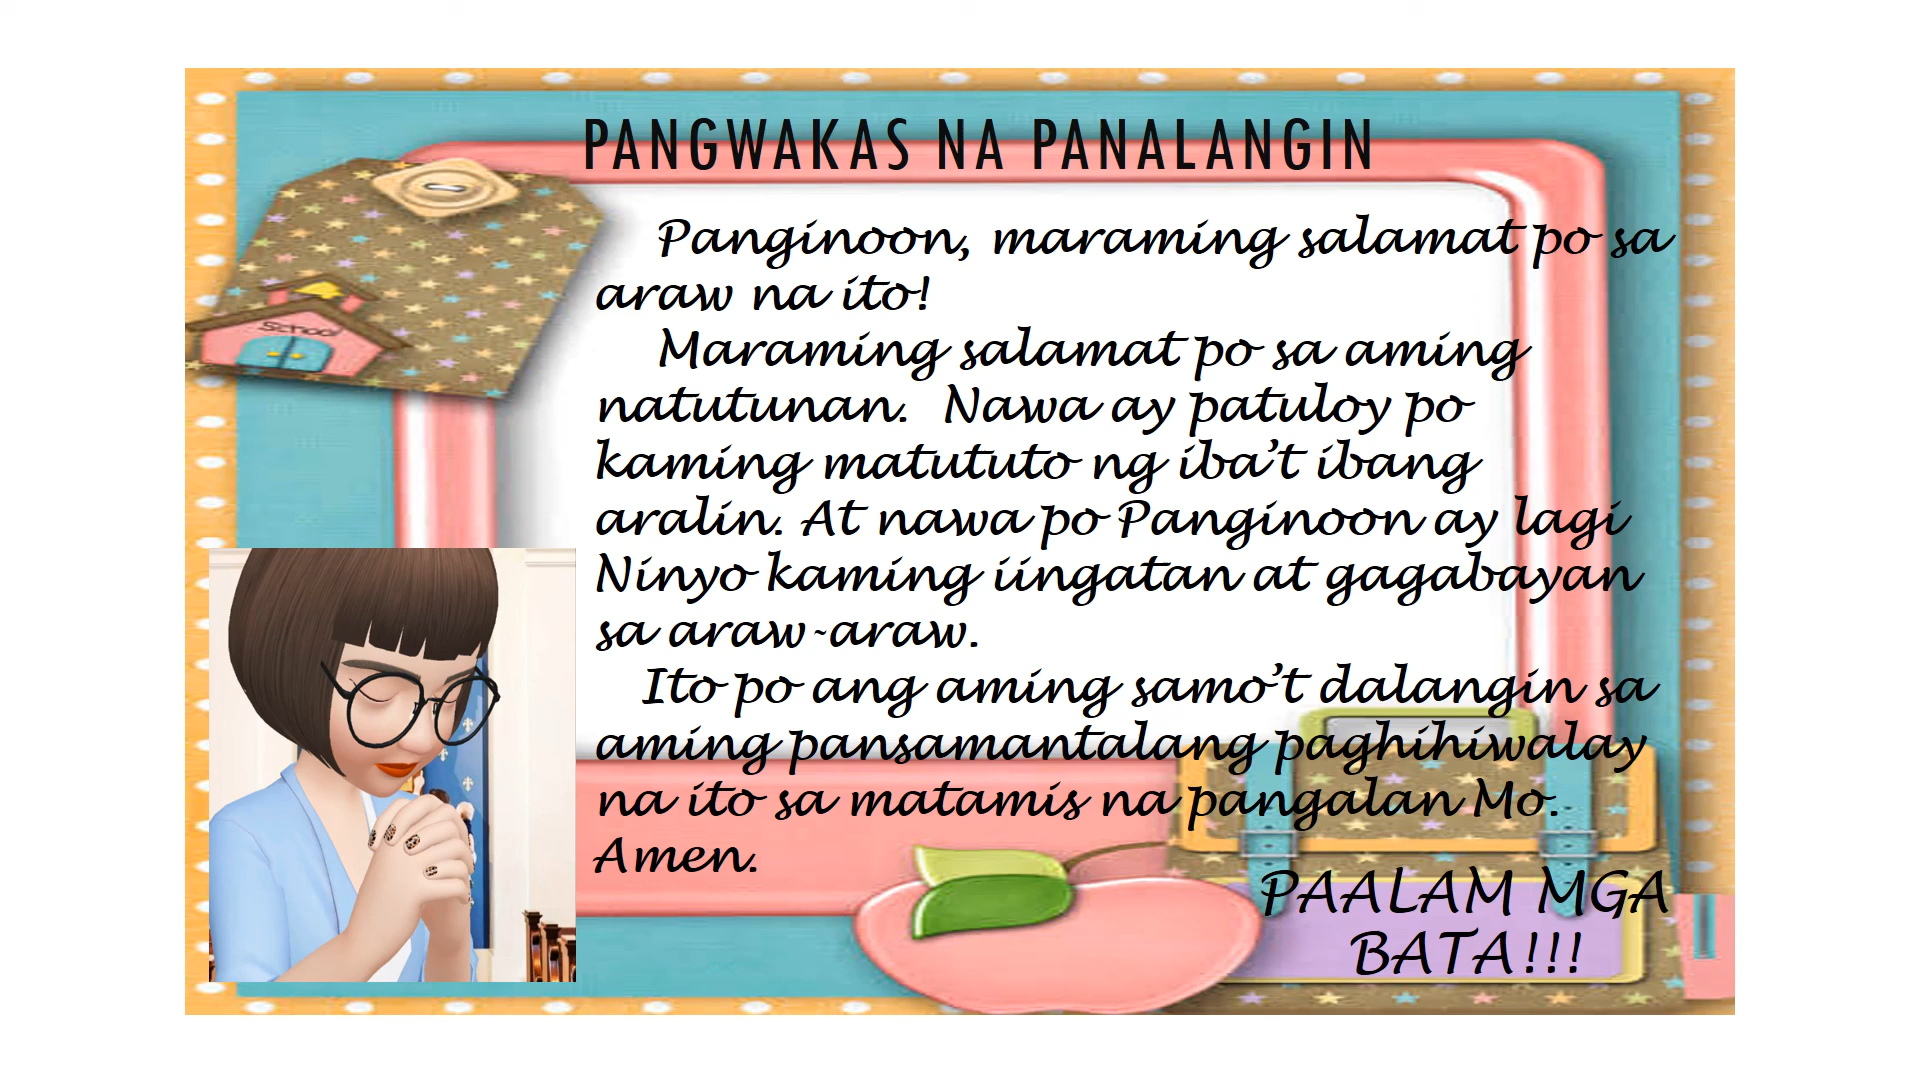 PANGWAKAS NA PANALANGIN
School
Panginoon, maraming salamat po sa
araw na ito!
Maraming salamat po sa aming
natutunan. Nawa ay patuloy po
kaming matututo ng iba't ibang
aralin. At nawa po Panginoon ay lagi
Ninyo kaming iingatan at gagabayan
sa araw-araw.
Ito po ang aming samo't dalangin sa
aming pansamantalang paghihiwalay
na ito sa matamis na pangalan Mo.
Amen.
PAALAM MGA
BATA!!!